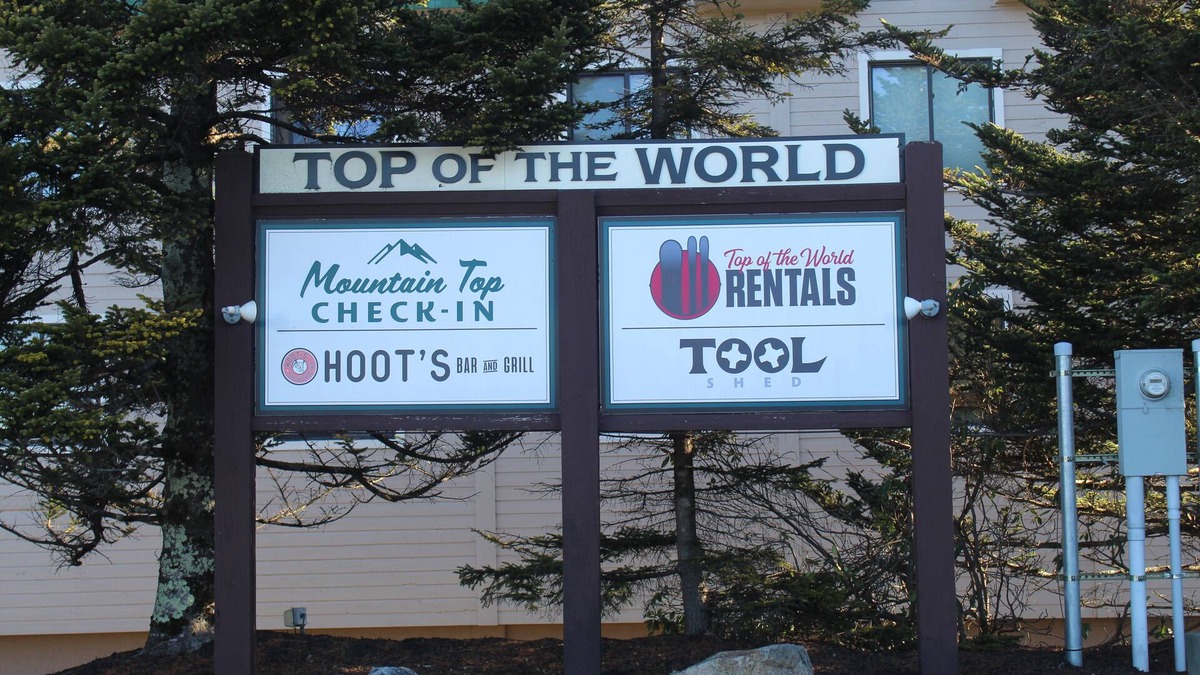 TOP OF THE WORLD
Mountain Top
CHECK-IN
HOOT'S BAR AND GRILL
Top of the World
RENTALS
TOOL
SHED